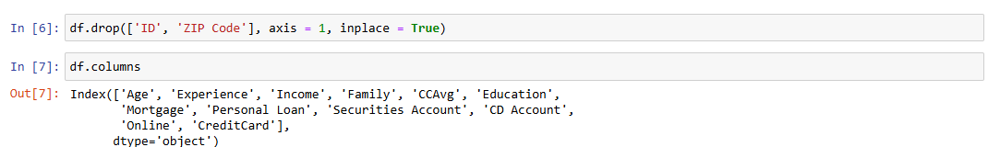 In [6]: df.drop(['ID', 'ZIP Code'], axis = 1, inplace = True)
In [7]: df.columns
Out[7]: Index(['Age', 'Experience', 'Income', 'Family', 'CCAvg', 'Education',
'Mortgage', 'Personal Loan', 'Securities Account', 'CD Account',
'Online', 'CreditCard'],
dtype='object')